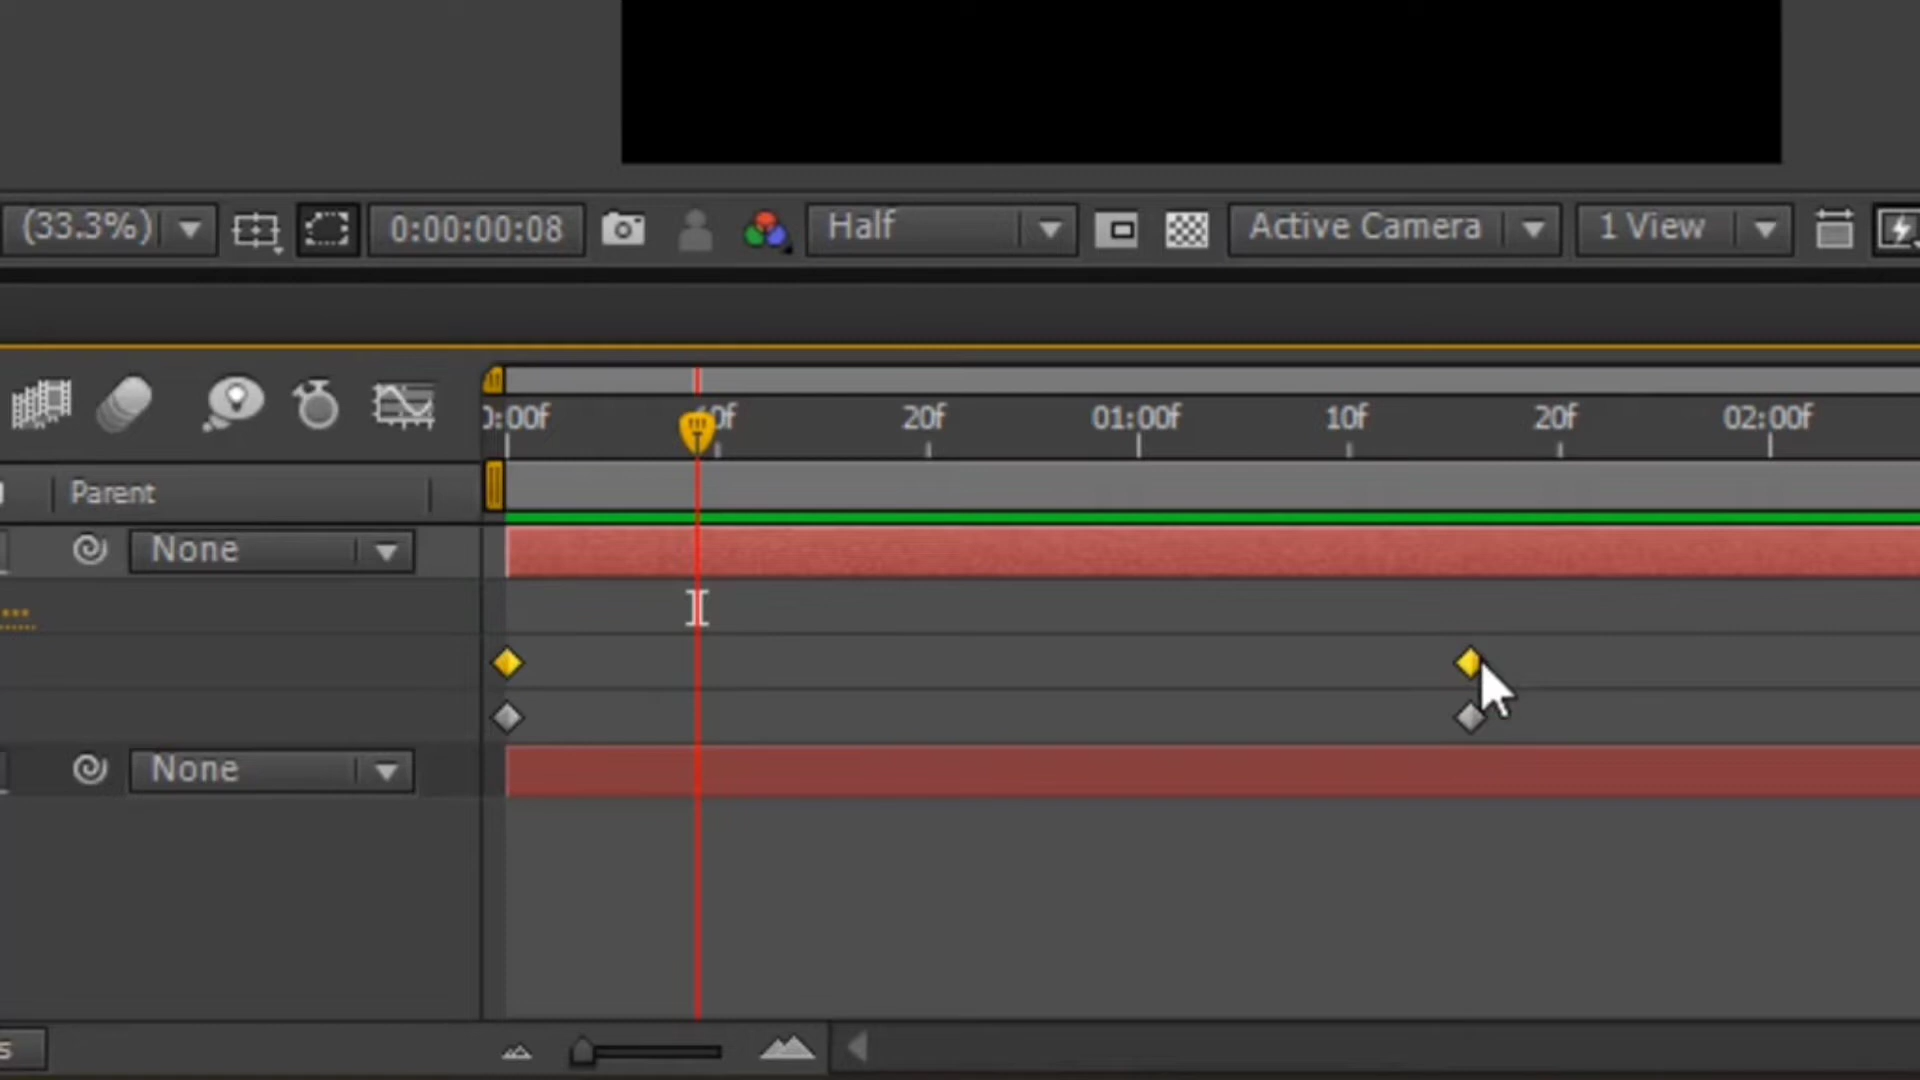 (33.3%) 0:00:00:08 Half Active Camera 1 View
0:00f 20f 01:00f 10f 20f 02:00f
Parent
None
None
s